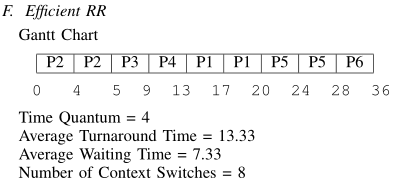 F. Efficient RR
Gantt Chart
P2 P2 P3 P4 P1 P1 P5 P5 P6
0 4 5 9 13 17 20 24 28 36
Time Quantum = 4
Average Turnaround Time = 13.33
Average Waiting Time = 7.33
Number of Context Switches = 8